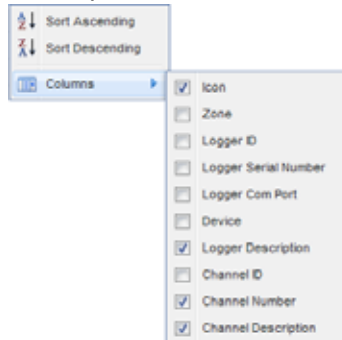 Sort Ascending
Sort Descending
Columns
Icon
Zone
Logger ID
Logger Serial Number
Logger Com Port
Device
Logger Description
Channel ID
Channel Number
Channel Description